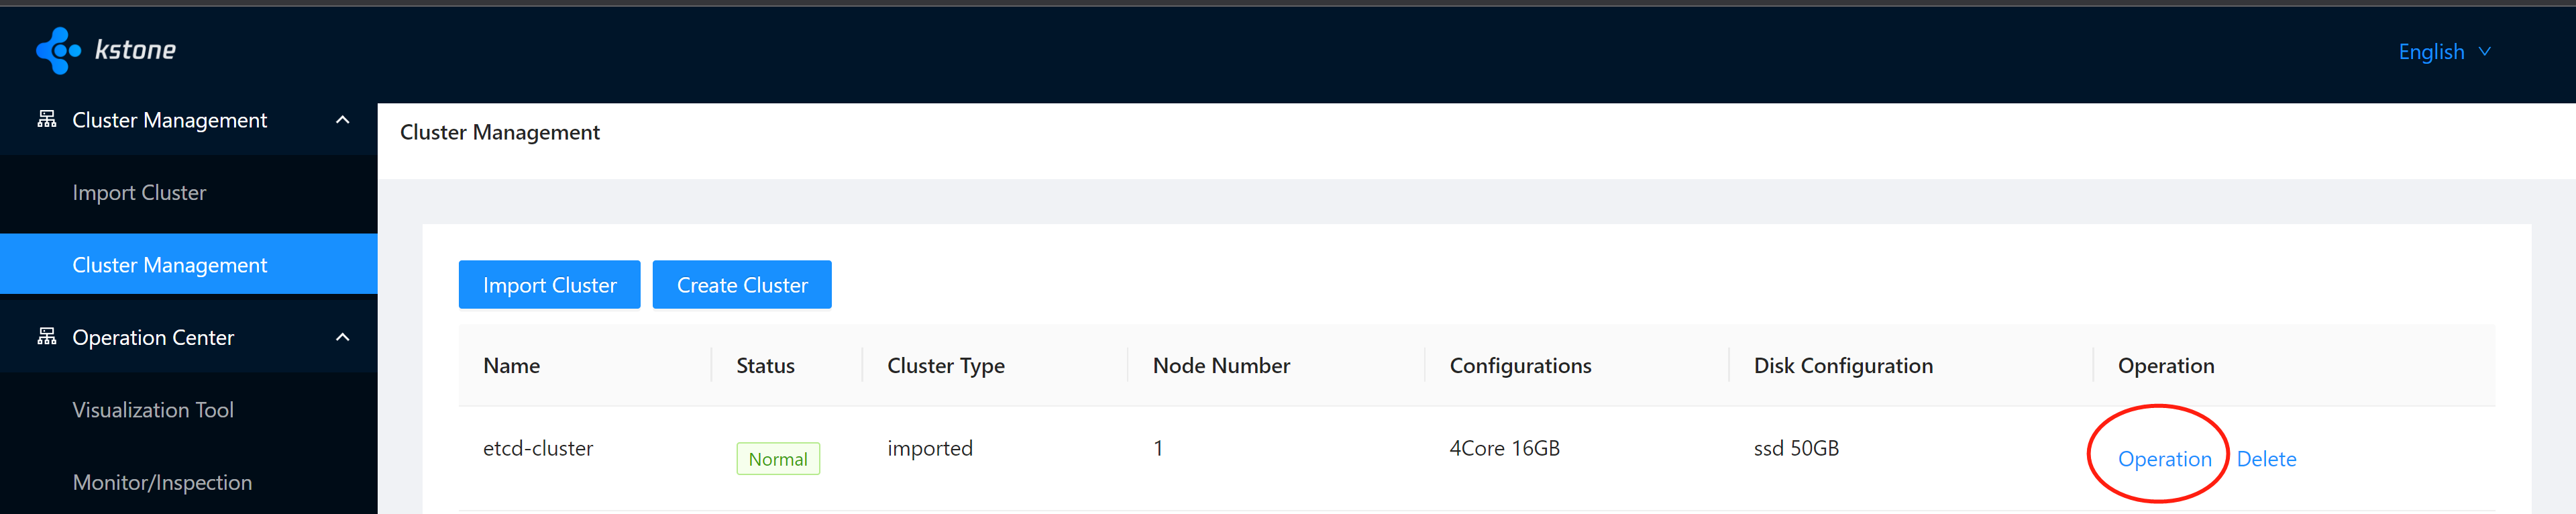 kstone
English
Cluster Management
Import Cluster
Cluster Management
Operation Center
Visualization Tool
Monitor/Inspection
Cluster Management
Import Cluster Create Cluster
Name Status Cluster Type Node Number Configurations Disk Configuration Operation
etcd-cluster Normal imported 1 4Core 16GB ssd 50GB Operation Delete